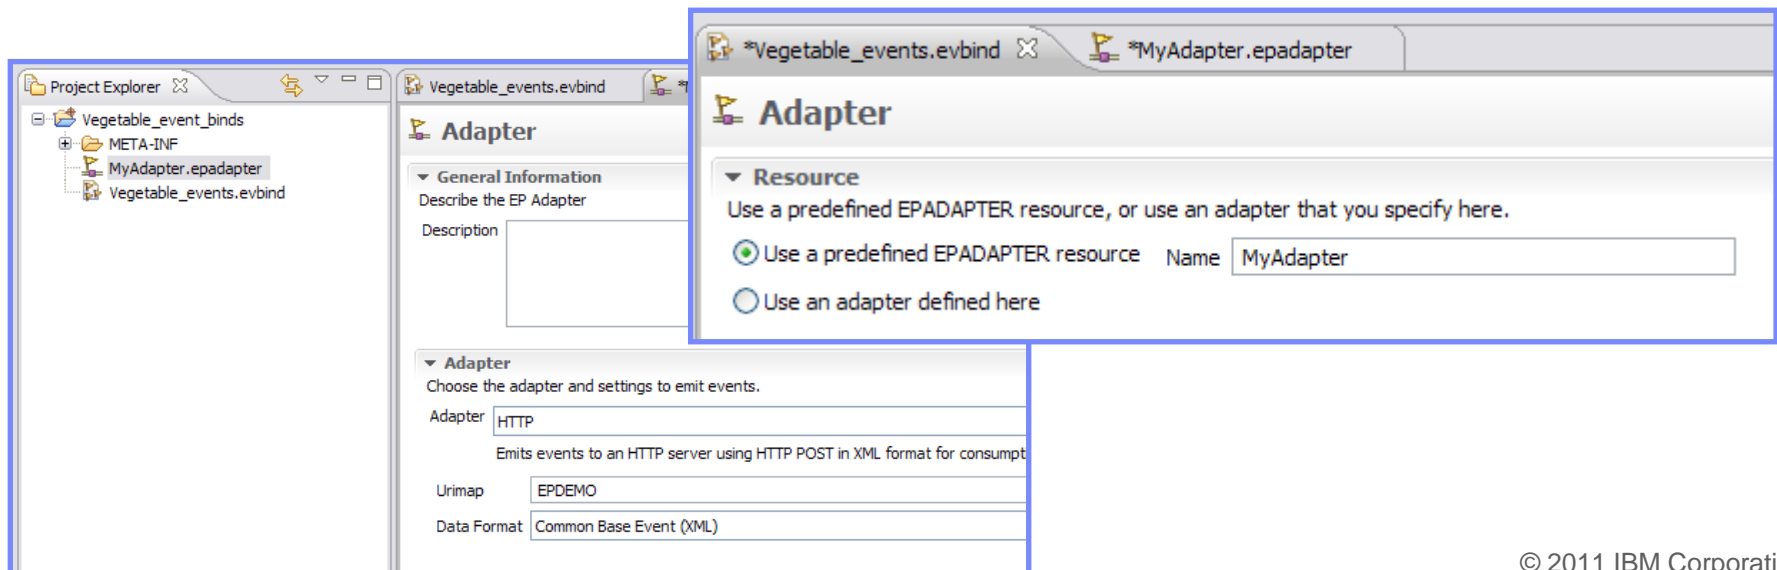 Project Explorer
Vegetable_event_binds
META-INF
MyAdapter.epadapter
Vegetable_events.evbind
Vegetable_events.evbind
Adapter
General Information
Describe the EP Adapter
Description
Adapter
Choose the adapter and settings to emit events.
Adapter HTTP
Emits events to an HTTP server using HTTP POST in XML format for consumpt
Urimap EPDEMO
Data Format Common Base Event (XML)
*Vegetable_events.evbind *MyAdapter.epadapter
Adapter
Resource
Use a predefined EPADAPTER resource, or use an adapter that you specify here.
Use a predefined EPADAPTER resource Name MyAdapter
Use an adapter defined here
© 2011 IBM Corporati